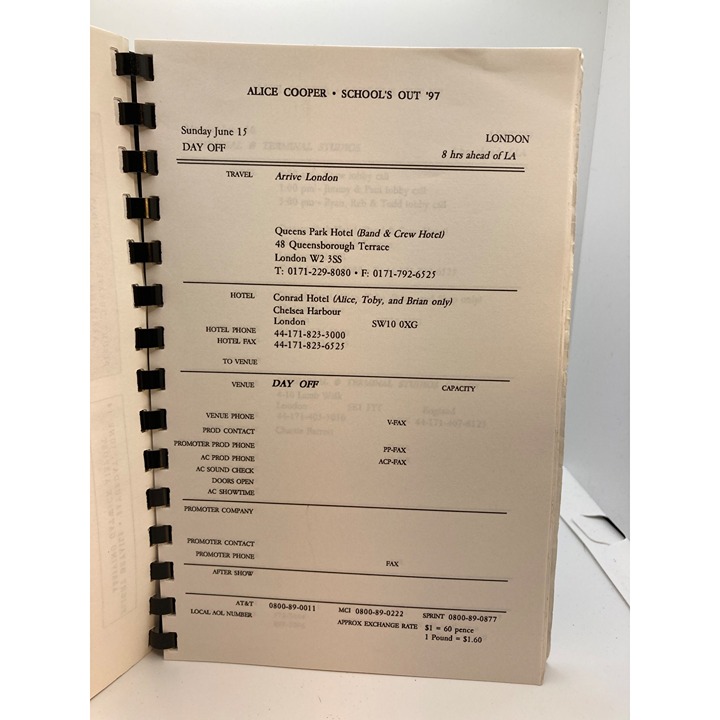 ALICE COOPER • SCHOOL'S OUT '97
Sunday June 15
LONDON
DAY OFF
8 hrs ahead of LA
TRAVEL Arrive London
Queens Park Hotel (Band & Crew Hotel)
48 Queensborough Terrace
London W2 3SS
T: 0171-229-8080 • F: 0171-792-6525
HOTEL Conrad Hotel (Alice, Toby, and Brian only)
Chelsea Harbour
London SW10 0XG
HOTEL PHONE 44-171-823-3000
HOTEL FAX 44-171-823-6525
TO VENUE
VENUE DAY OFF CAPACITY
VENUE PHONE V-FAX
PROD CONTACT
PROMOTER PROD PHONE PP-FAX
AC PROD PHONE ACP-FAX
AC SOUND CHECK
DOORS OPEN
AC SHOWTIME
PROMOTER COMPANY
PROMOTER CONTACT
PROMOTER PHONE FAX
AFTER SHOW
AT&T 0800-89-0011 MCI 0800-89-0222 SPRINT 0800-89-0877
LOCAL AOL NUMBER APPROX EXCHANGE RATE $1 = 60 pence
1 Pound = $1.60